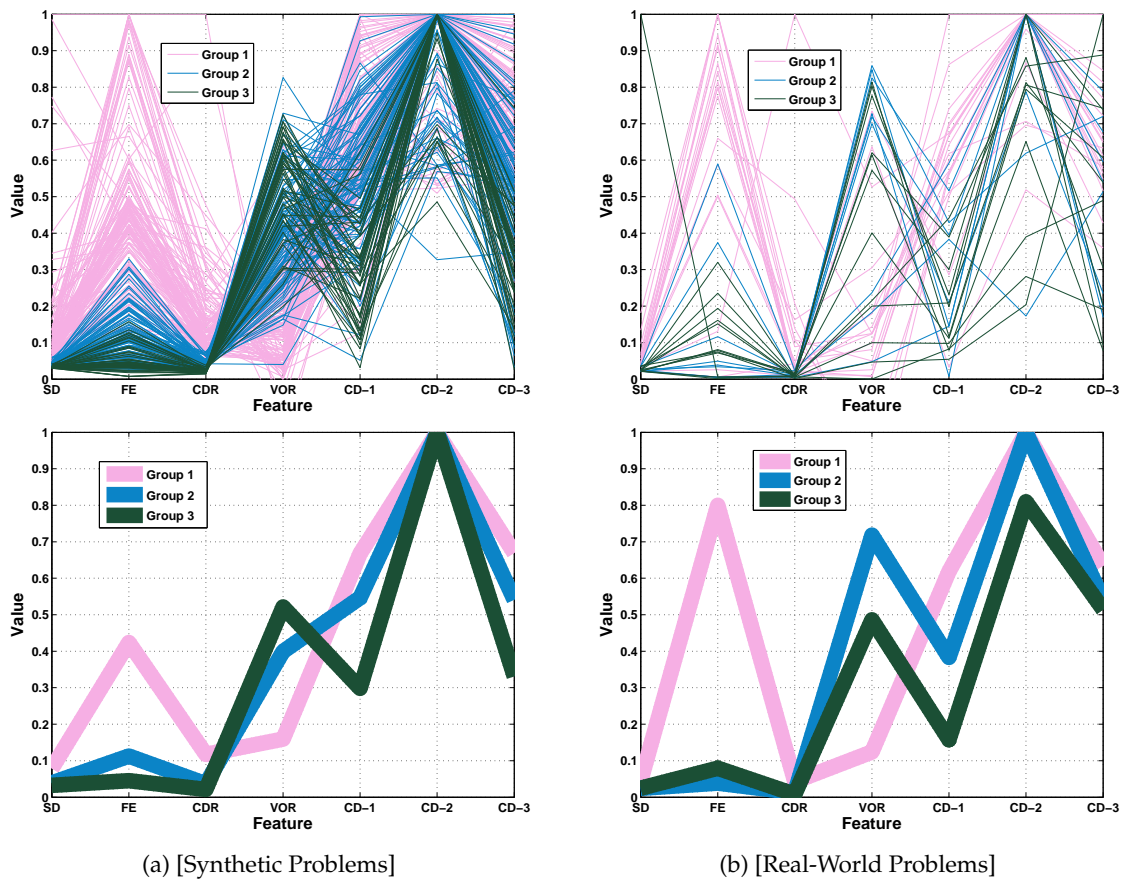 1
0.9
0.8
0.7
0.6
0.5
0.4
0.3
0.2
0.1
0
Value
Group 1
Group 2
Group 3
SD FE CDR VOR CD-1 CD-2 CD-3
Feature
1
0.9
0.8
0.7
0.6
0.5
0.4
0.3
0.2
0.1
0
Value
Group 1
Group 2
Group 3
SD FE CDR VOR CD-1 CD-2 CD-3
Feature
1
0.9
0.8
0.7
0.6
0.5
0.4
0.3
0.2
0.1
0
Value
Group 1
Group 2
Group 3
SD FE CDR VOR CD-1 CD-2 CD-3
Feature
(a) [Synthetic Problems]
1
0.9
0.8
0.7
0.6
0.5
0.4
0.3
0.2
0.1
0
Value
Group 1
Group 2
Group 3
SD FE CDR VOR CD-1 CD-2 CD-3
Feature
(b) [Real-World Problems]